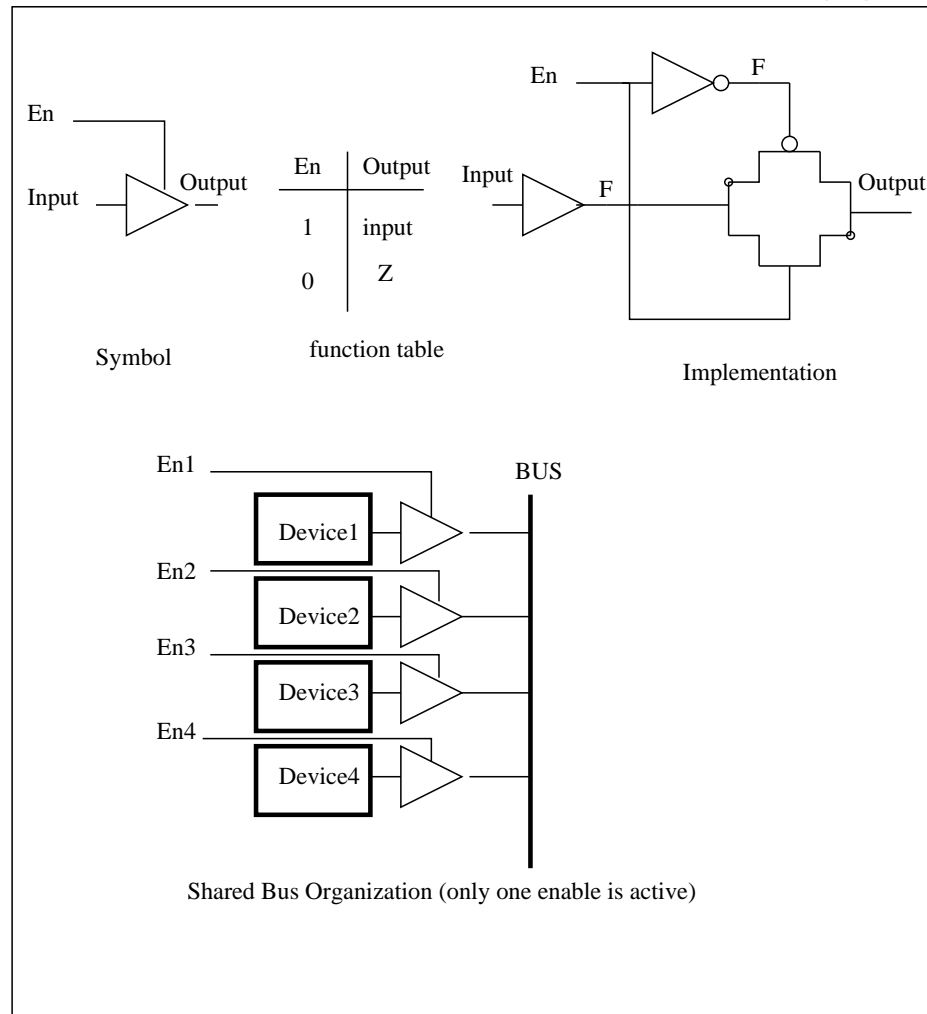 En
Input
Output
En Output
1 input
0 Z
Symbol
function table
En
F
Input
F
Output
Implementation
En1
BUS
Device1
En2
Device2
En3
Device3
En4
Device4
Shared Bus Organization (only one enable is active)